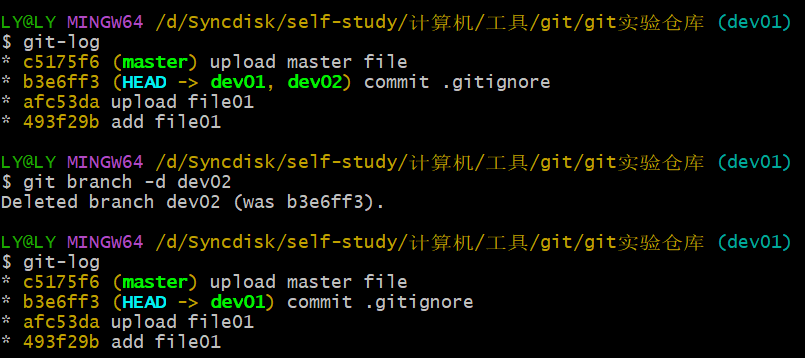 LY@LY MINGW64 /d/Syncdisk/self-study/计算机/工具/git/git实验仓库 (dev01)
$ git-log
* c5175f6 (master) upload master file
* b3e6ff3 (HEAD -> dev01, dev02) commit .gitignore
* afc53da upload file01
* 493f29b add file01
LY@LY MINGW64 /d/Syncdisk/self-study/计算机/工具/git/git实验仓库 (dev01)
$ git branch -d dev02
Deleted branch dev02 (was b3e6ff3).
LY@LY MINGW64 /d/Syncdisk/self-study/计算机/工具/git/git实验仓库 (dev01)
$ git-log
* c5175f6 (master) upload master file
* b3e6ff3 (HEAD -> dev01) commit .gitignore
* afc53da upload file01
* 493f29b add file01